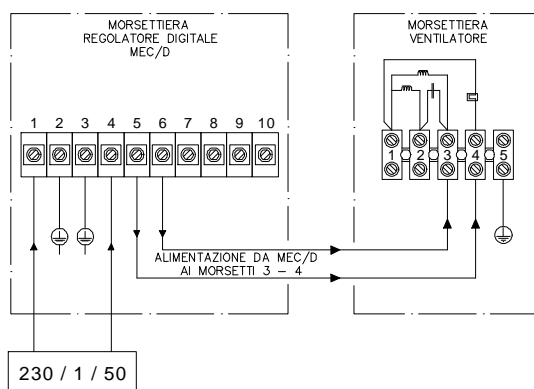 MORSETTIERA
REGOLATORE DIGITALE
MEC/D
MORSETTIERA
VENTILATORE
1 2 3 4 5 6 7 8 9 10
1 2 3 4 5
ALIMENTAZIONE DA MEC/D
AI MORSETTI 3 – 4
230 / 1 / 50